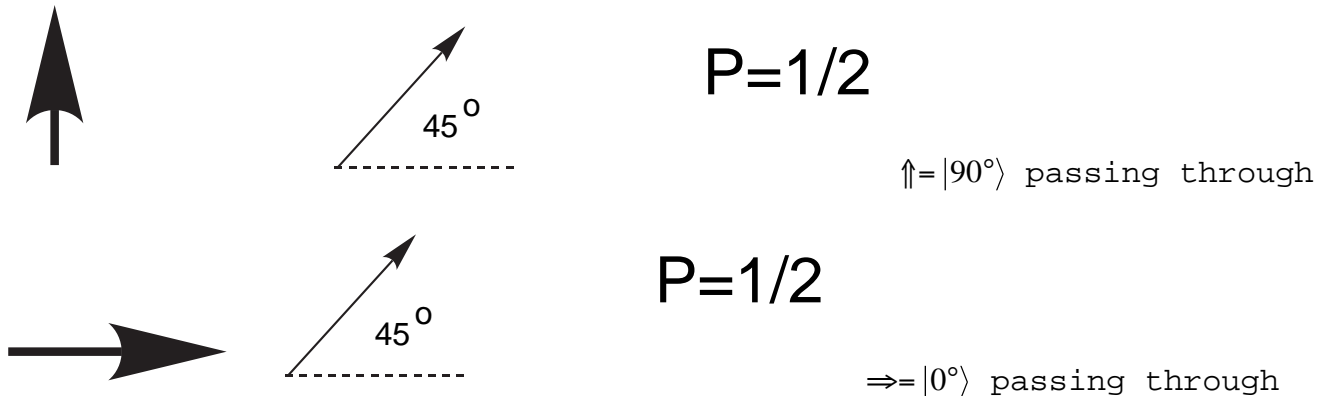 P=1/2
45°
⇑=|90°⟩ passing through
P=1/2
45°
⇒=|0°⟩ passing through